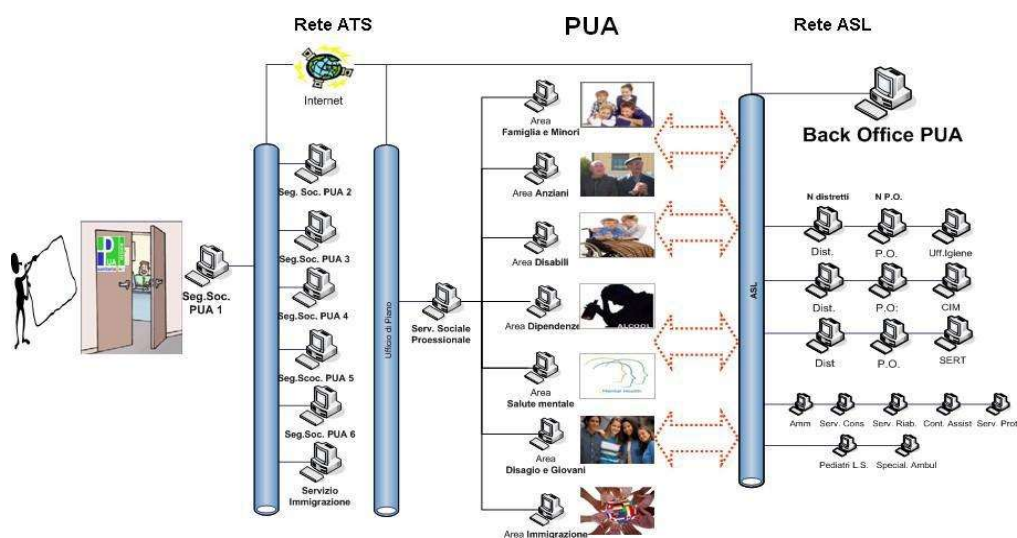 Rete ATS
PUA
Rete ASL
Internet
Seg.Soc.
PUA 1
Seg. Soc. PUA 2
Seg.Soc. PUA 3
Seg.Soc. PUA 4
Seg.Scoc. PUA 5
Seg.Soc. PUA 6
Servizio
Immigrazione
Ufficio di Piano
Serv. Sociale
Proessionale
Area
Famiglia e Minori
Area Anziani
Area Disabili
Area Dipendenze
ALCOOL
Area
Salute mentale
Mental Health
Area
Disagio e Giovani
Area Immigrazione
ASL
Back Office PUA
N distretti
N P.O.
Dist.
P.O.
Uff.Igiene
Dist.
P.O:
CIM
Dist
P.O.
SERT
Amm
Serv. Cons
Serv. Riab.
Cont. Assist
Serv. Prot
Pediatri L.S.
Special. Ambul